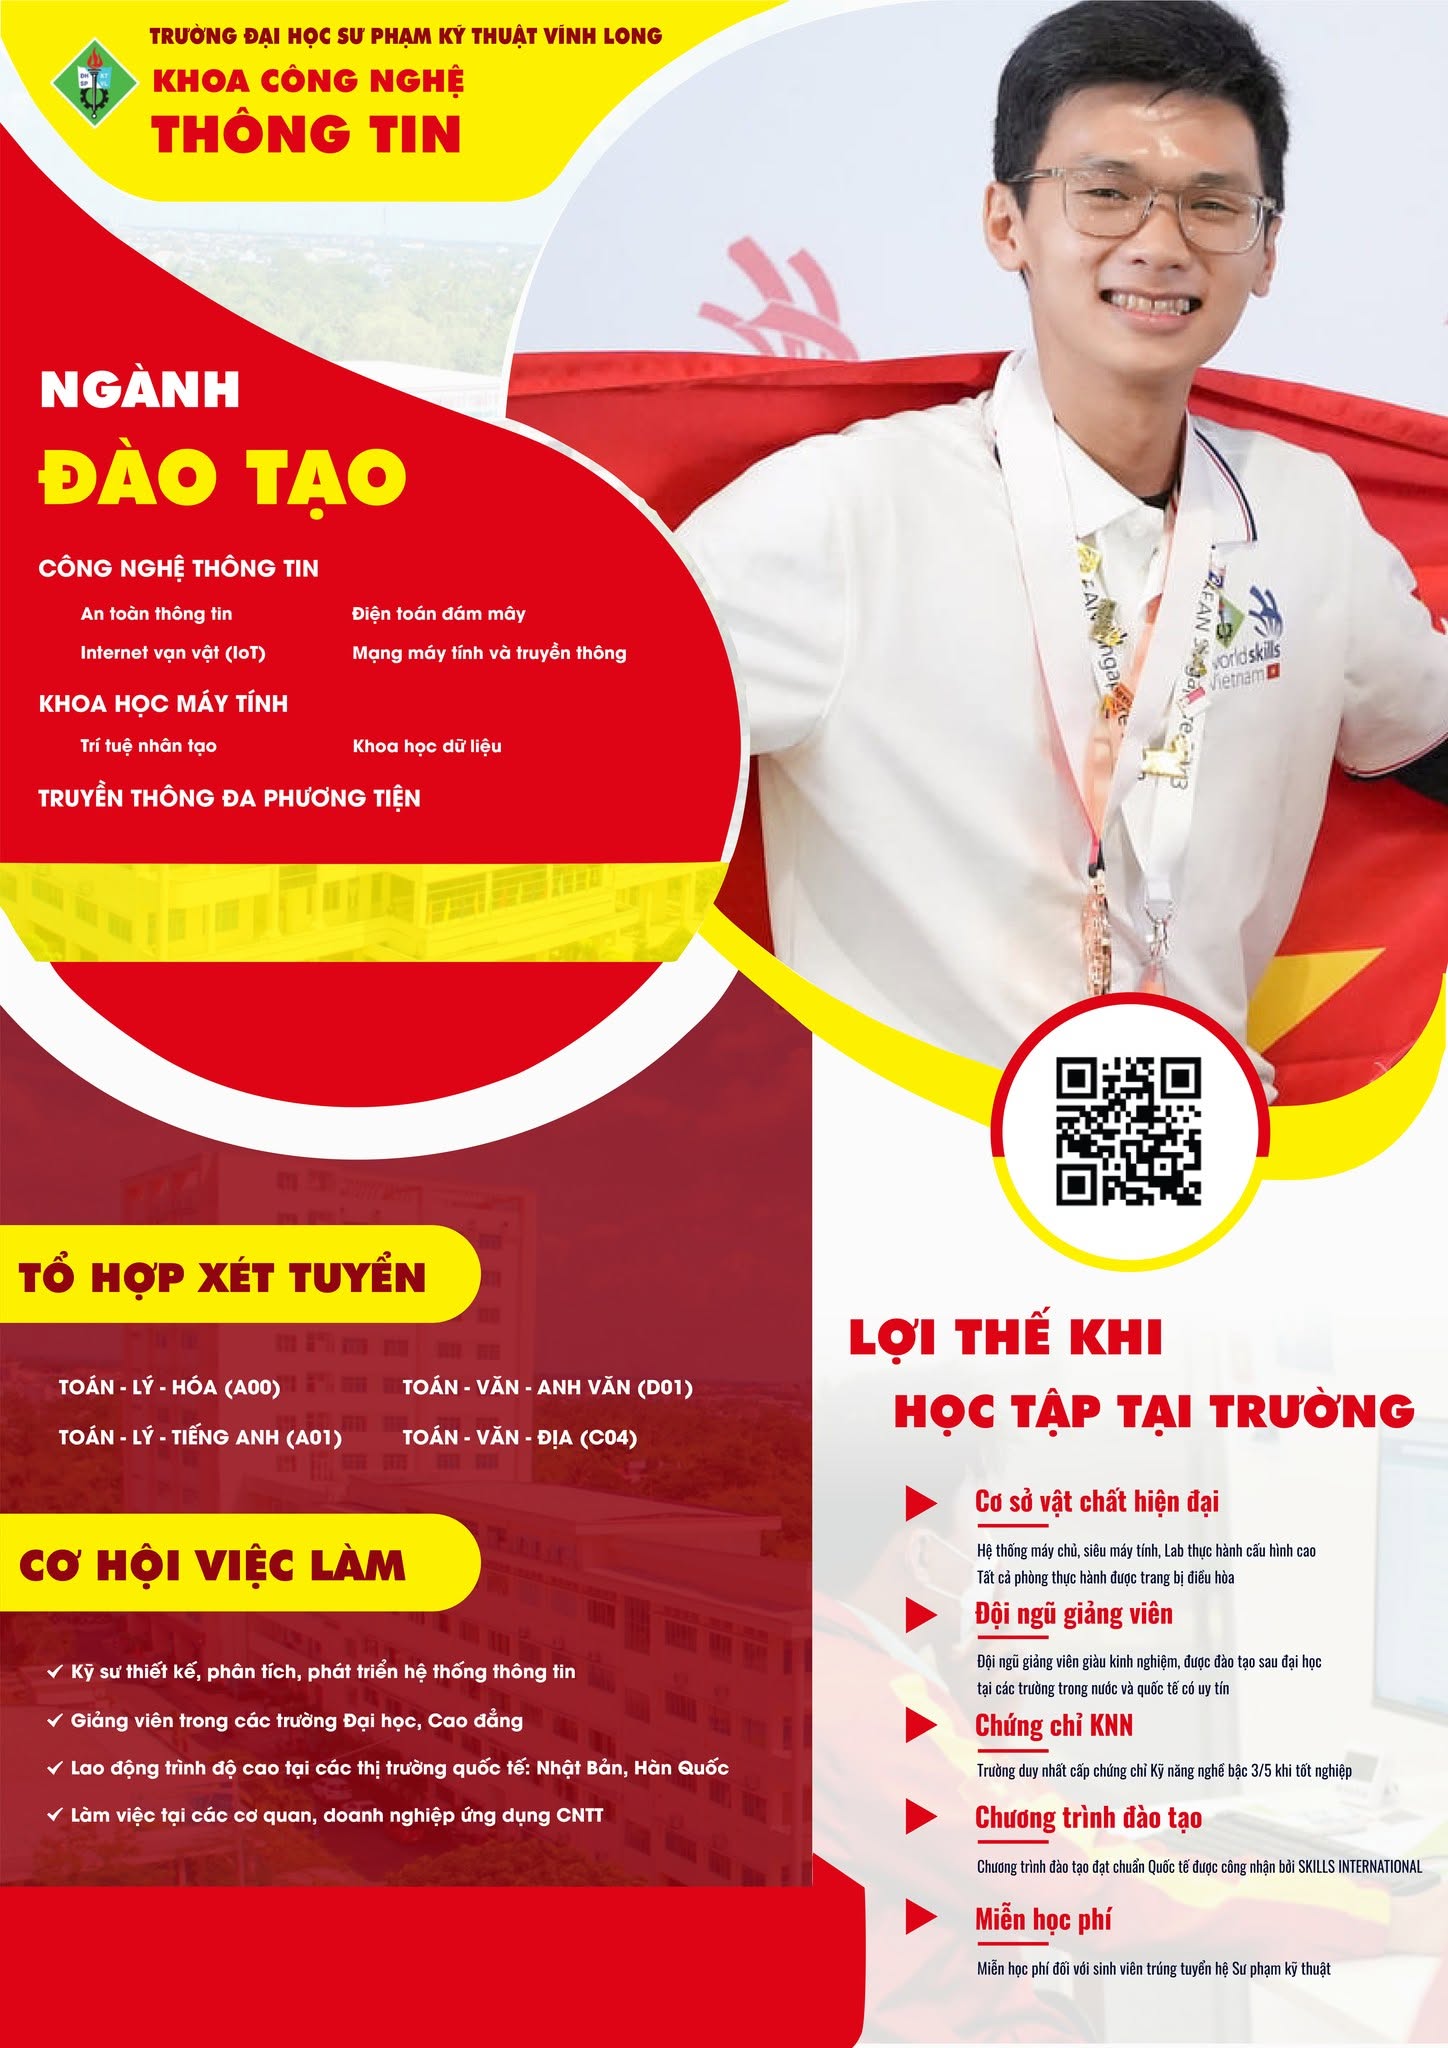 TRƯỜNG ĐẠI HỌC SƯ PHẠM KỸ THUẬT VĨNH LONG
KHOA CÔNG NGHỆ
THÔNG TIN
ĐH KT
SP VL
NGÀNH
ĐÀO TẠO
CÔNG NGHỆ THÔNG TIN
An toàn thông tin
Điện toán đám mây
Internet vạn vật (IoT)
Mạng máy tính và truyền thông
KHOA HỌC MÁY TÍNH
Trí tuệ nhân tạo
Khoa học dữ liệu
TRUYỀN THÔNG ĐA PHƯƠNG TIỆN
worldskills
Vietnam
TỔ HỢP XÉT TUYỂN
TOÁN - LÝ - HÓA (A00)
TOÁN - VĂN - ANH VĂN (D01)
TOÁN - LÝ - TIẾNG ANH (A01)
TOÁN - VĂN - ĐỊA (C04)
CƠ HỘI VIỆC LÀM
Kỹ sư thiết kế, phân tích, phát triển hệ thống thông tin
Giảng viên trong các trường Đại học, Cao đẳng
Lao động trình độ cao tại các thị trường quốc tế: Nhật Bản, Hàn Quốc
Làm việc tại các cơ quan, doanh nghiệp ứng dụng CNTT
LỢI THẾ KHI
HỌC TẬP TẠI TRƯỜNG
Cơ sở vật chất hiện đại
Hệ thống máy chủ, siêu máy tính, Lab thực hành cấu hình cao
Tất cả phòng thực hành được trang bị điều hòa
Đội ngũ giảng viên
Đội ngũ giảng viên giàu kinh nghiệm, được đào tạo sau đại học
tại các trường trong nước và quốc tế có uy tín
Chứng chỉ KNN
Trường duy nhất cấp chứng chỉ Kỹ năng nghề bậc 3/5 khi tốt nghiệp
Chương trình đào tạo
Chương trình đào tạo đạt chuẩn Quốc tế được công nhận bởi SKILLS INTERNATIONAL
Miễn học phí
Miễn học phí đối với sinh viên trúng tuyển hệ Sư phạm kỹ thuật